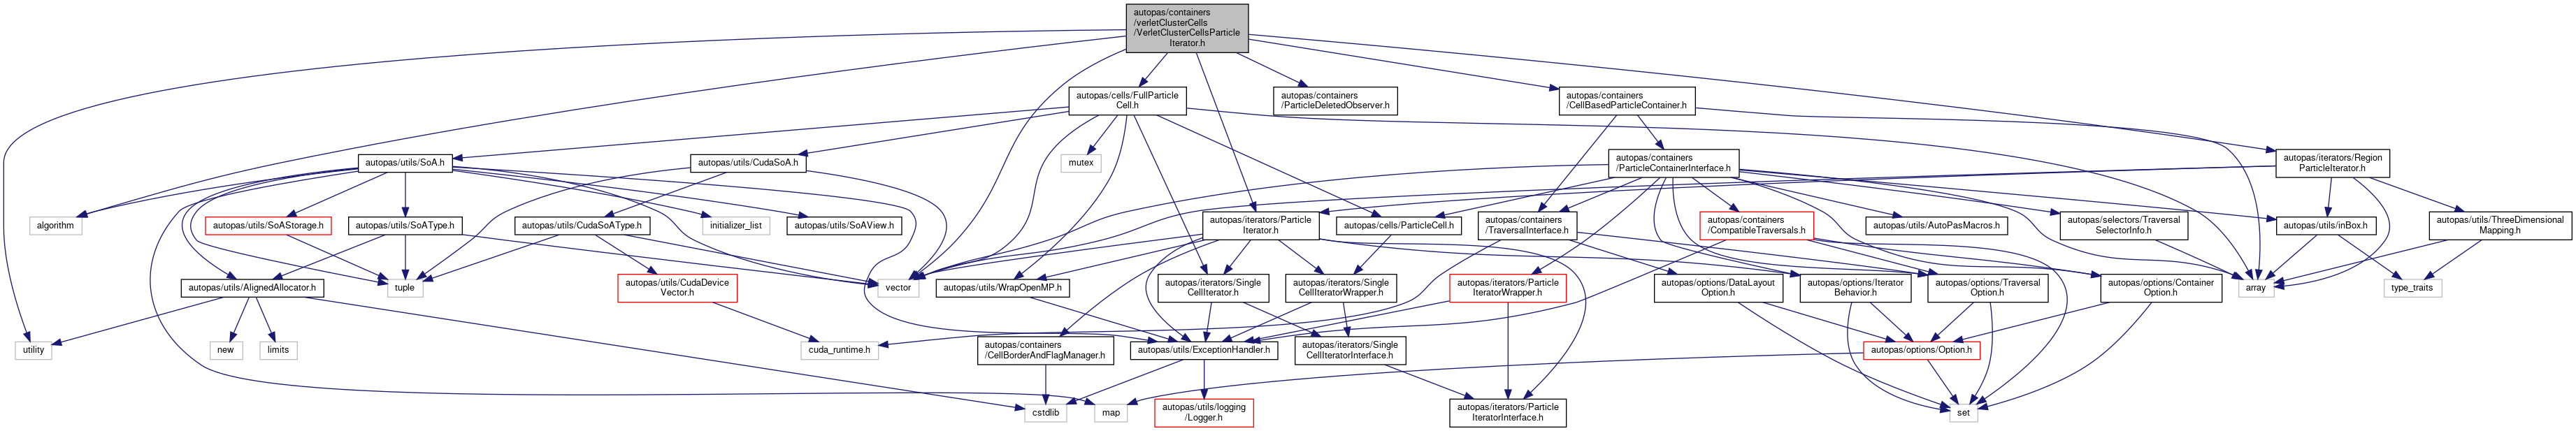 autopas/containers
/verletClusterCells
/VerletClusterCellsParticle
Iterator.h
autopas/cells/FullParticle
Cell.h
autopas/containers
/ParticleDeletedObserver.h
autopas/containers
/CellBasedParticleContainer.h
autopas/utils/SoA.h
autopas/utils/CudaSoA.h
mutex
autopas/containers
/ParticleContainerInterface.h
autopas/iterators/Region
ParticleIterator.h
algorithm
autopas/utils/SoAStorage.h
autopas/utils/SoAType.h
autopas/utils/CudaSoAType.h
initializer_list
autopas/utils/SoAView.h
autopas/iterators/Particle
Iterator.h
autopas/cells/ParticleCell.h
autopas/containers
/TraversalInterface.h
autopas/containers
/CompatibleTraversals.h
autopas/utils/AutoPasMacros.h
autopas/selectors/Traversal
SelectorInfo.h
autopas/utils/inBox.h
autopas/utils/ThreeDimensional
Mapping.h
autopas/utils/AlignedAllocator.h
tuple
autopas/utils/CudaDevice
Vector.h
vector
autopas/utils/WrapOpenMP.h
autopas/iterators/Single
CellIterator.h
autopas/iterators/Single
CellIteratorWrapper.h
autopas/iterators/Particle
IteratorWrapper.h
autopas/options/DataLayout
Option.h
autopas/options/Iterator
Behavior.h
autopas/options/Traversal
Option.h
autopas/options/Container
Option.h
array
type_traits
utility
new
limits
cuda_runtime.h
autopas/containers
/CellBorderAndFlagManager.h
autopas/utils/ExceptionHandler.h
autopas/iterators/Single
CellIteratorInterface.h
autopas/options/Option.h
cstdlib
map
autopas/utils/logging
/Logger.h
autopas/iterators/Particle
IteratorInterface.h
set